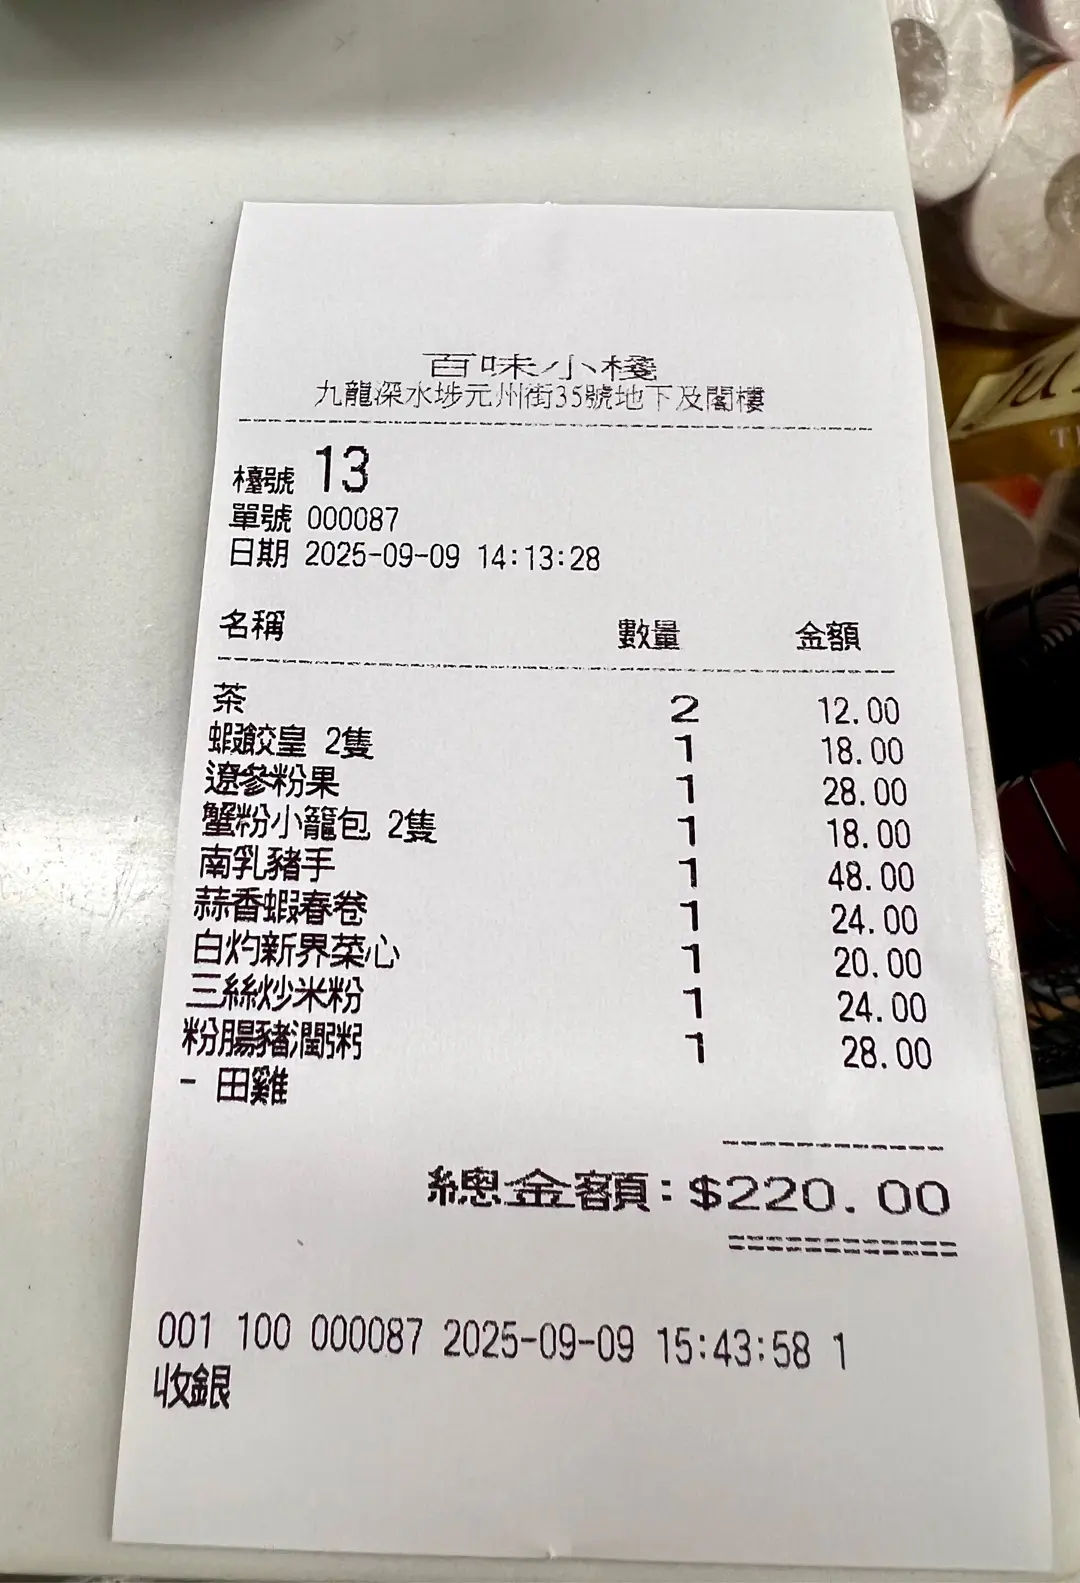 百味小棧
九龍深水埗元州街35號地下及閣樓
檯號 13
單號 000087
日期 2025-09-09 14:13:28
名稱 數量 金額
茶 2 12.00
蝦餃皇 2隻 1 18.00
遼參粉果 1 28.00
蟹粉小籠包 2隻 1 18.00
南乳豬手 1 48.00
蒜香蝦春卷 1 24.00
白灼新界菜心 1 20.00
三絲炒米粉 1 24.00
粉腸豬潤粥 1 28.00
- 田雞
總金額:$220.00
001 100 000087 2025-09-09 15:43:58 1
收銀